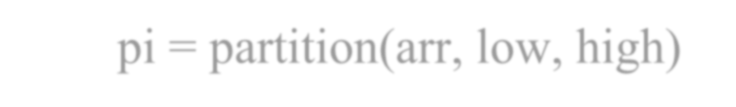 pi = partition(arr, low, high)